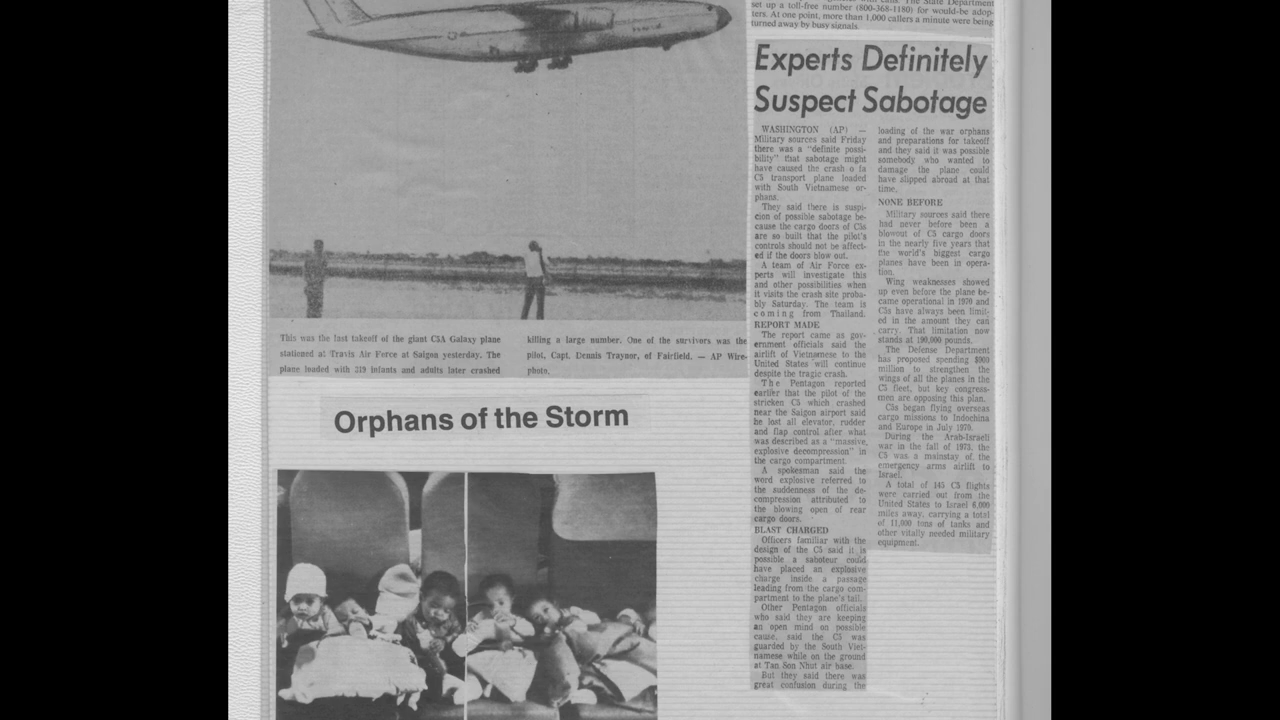 set up a toll-free number (800-368-1180) for would-be adop-
ters. At one point, more than 1,000 callers a minute were being
turned away by busy signals.
Experts Definitely
Suspect Sabotage
WASHINGTON (AP) —
Military sources said Friday
there was a "definite possi-
bility" that sabotage might
have caused the crash o fa
C5 transport plane loaded
with South Vietnamese or-
phans.
They said there is suspi-
cion of possible sabotage be-
cause the cargo doors of C5s
are so built that the pilot's
controls should not be affect-
ed if the doors blow out.
A team of Air Force ex-
perts will investigate this
and other possibilities when
it visits the crash site proba-
bly Saturday. The team is
coming from Thailand.
REPORT MADE
The report came as gov-
ernment officials said the
airlift of Vietnamese to the
United States will continue
despite the tragic crash.
The Pentagon reported
earlier that the pilot of the
stricken C5 which crashed
near the Saigon airport said
he lost all elevator, rudder
and flap control after what
was described as a "massive,
explosive decompression" in
the cargo compartment.
A spokesman said the
word explosive referred to
the suddenness of the de-
compression attributed to
the blowing open of rear
cargo doors.
BLAST CHARGED
Officers familiar with the
design of the C5 said it is
possible a saboteur could
have placed an explosive
charge inside a passage
leading from the cargo com-
partment to the plane's tail.
Other Pentagon officials
who said they are keeping
an open mind on possible
cause, said the C5 was
guarded by the South Viet-
namese while on the ground
at Tan Son Nhut air base.
But they said there was
great confusion during the
loading of the war orphans
and preparations for takeoff
and they said it was possible
somebody who wanted to
damage the plane could
have slipped abroad at that
time.
NONE BEFORE
Military sources said there
had never before been a
blowout of C5 cargo doors
in the nearly five years that
the world's biggest cargo
planes have been in opera-
tion.
Wing weaknesses showed
up even before the plane be-
came operational in 1970 and
C5s have always been limit-
ed in the amount they can
carry. That limitation now
stands at 190,000 pounds.
The Defense Department
has proposed spending $900
million to strengthen the
wings of all the planes in the
C5 fleet, but key congress-
men are opposing this plan.
C5s began flying overseas
cargo missions to Indochina
and Europe in July 1970.
During the Arab-Israeli
war in the fall of 1973, the
C5 was a mainstay of the
emergency arms airlift to
Israel.
A total of 145 C5 flights
were carried out from the
United States to Israel 6,000
miles away, carrying a total
of 11,000 tons of tanks and
other vitally needed military
equipment.
This was the last takeoff of the giant C5A Galaxy plane
stationed at Travis Air Force at Saigon yesterday. The
plane loaded with 319 infants and adults later crashed
killing a large number. One of the survivors was the
pilot, Capt. Dennis Traynor, of Fairfield. — AP Wire-
photo.
Orphans of the Storm